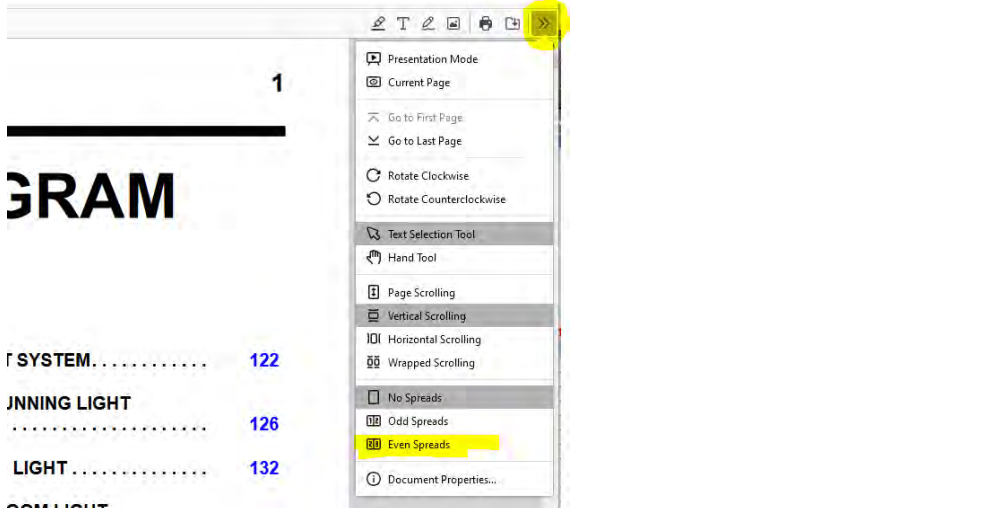 1
GRAM
Presentation Mode
Current Page
Go to First Page
Go to Last Page
Rotate Clockwise
Rotate Counterclockwise
Text Selection Tool
Hand Tool
Page Scrolling
Vertical Scrolling
Horizontal Scrolling
Wrapped Scrolling
No Spreads
Odd Spreads
Even Spreads
Document Properties...
T SYSTEM............ 122
UNNING LIGHT
.................... 126
LIGHT.............. 132